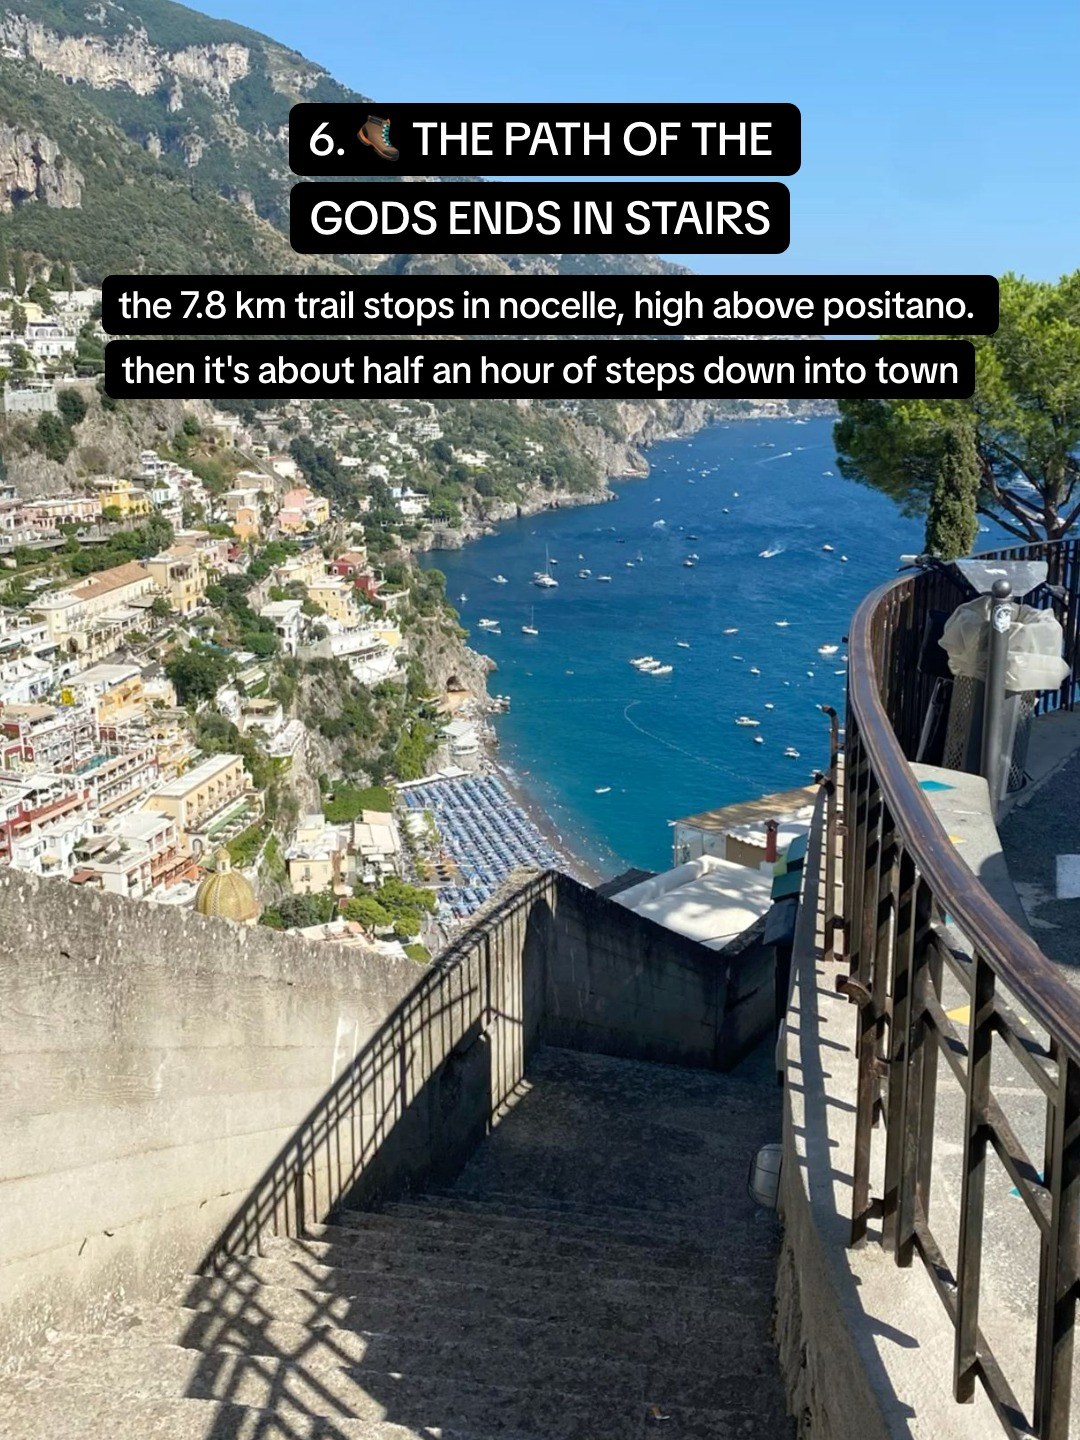 6. 🥾 THE PATH OF THE
GODS ENDS IN STAIRS
the 7.8 km trail stops in nocelle, high above positano.
then it's about half an hour of steps down into town